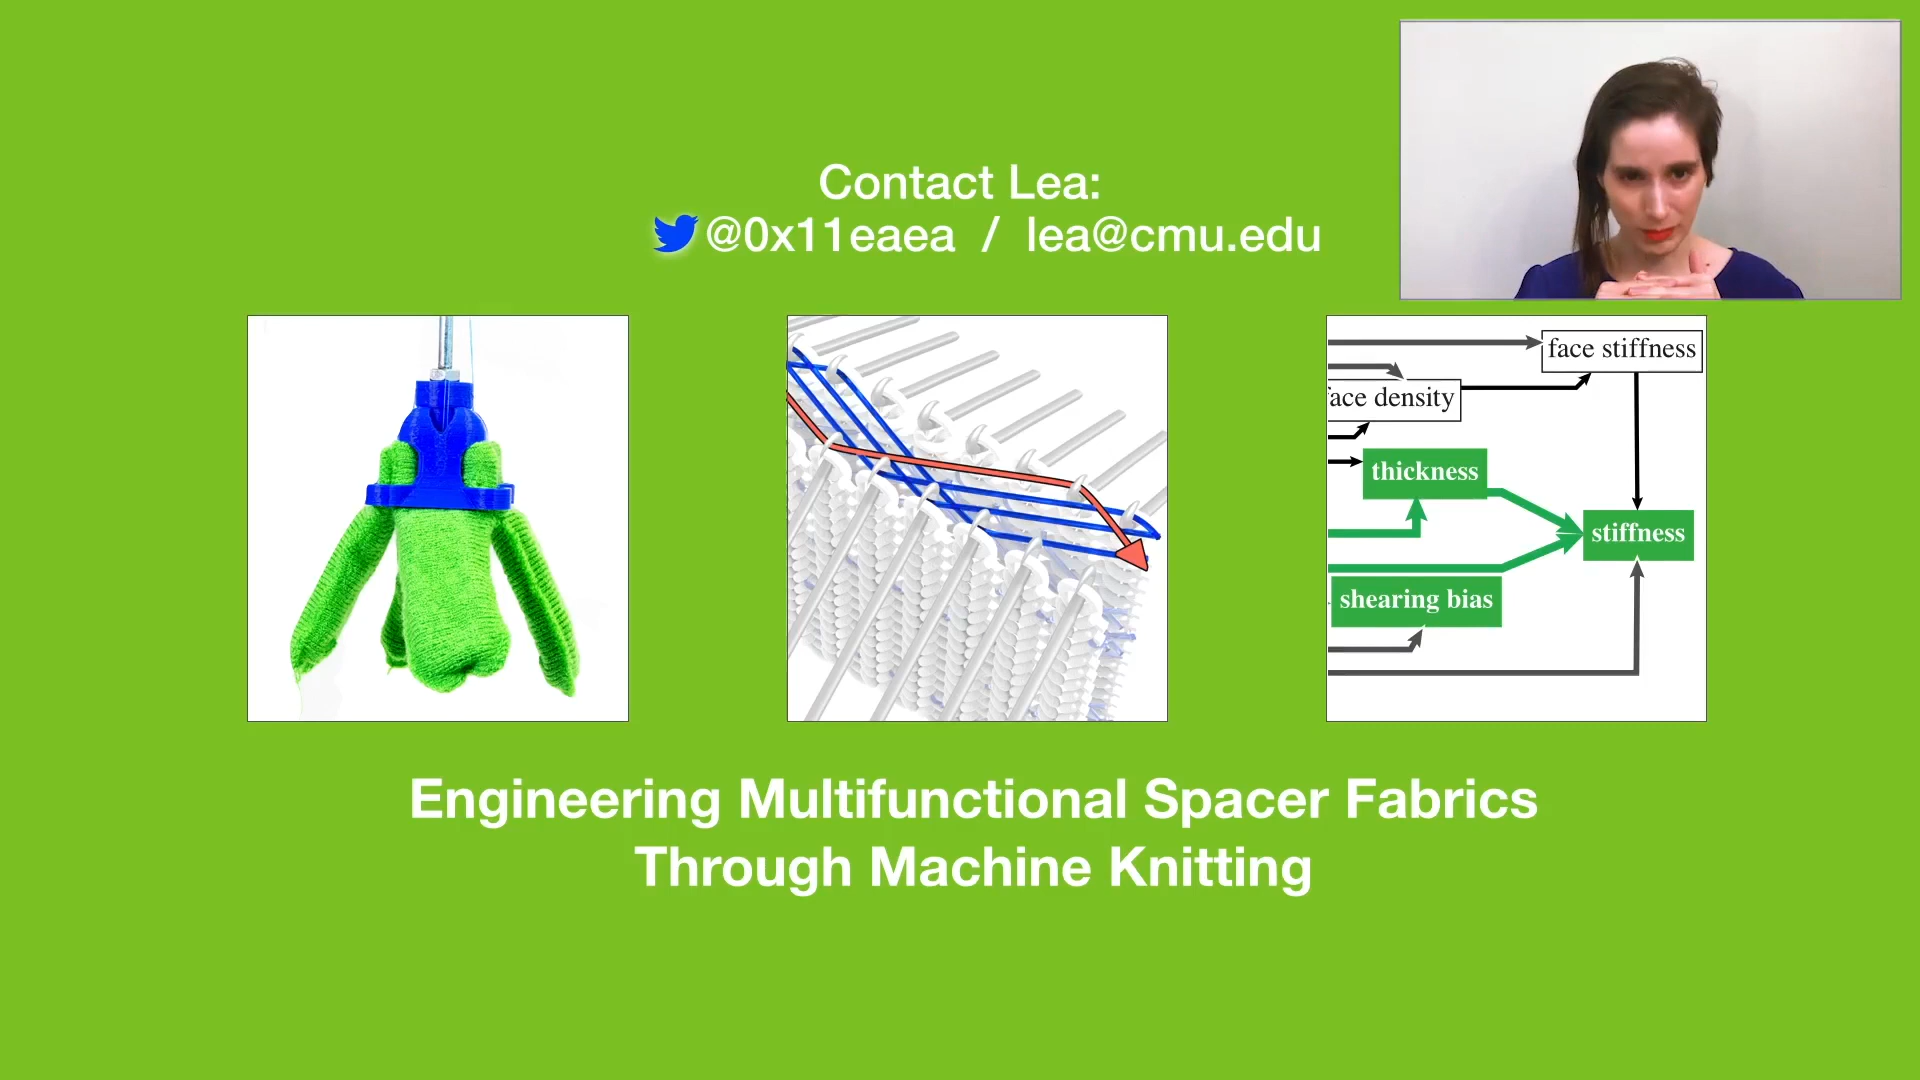 Contact Lea:
@0x11eaea / lea@cmu.edu
face stiffness
face density
thickness
stiffness
shearing bias
Engineering Multifunctional Spacer Fabrics
Through Machine Knitting